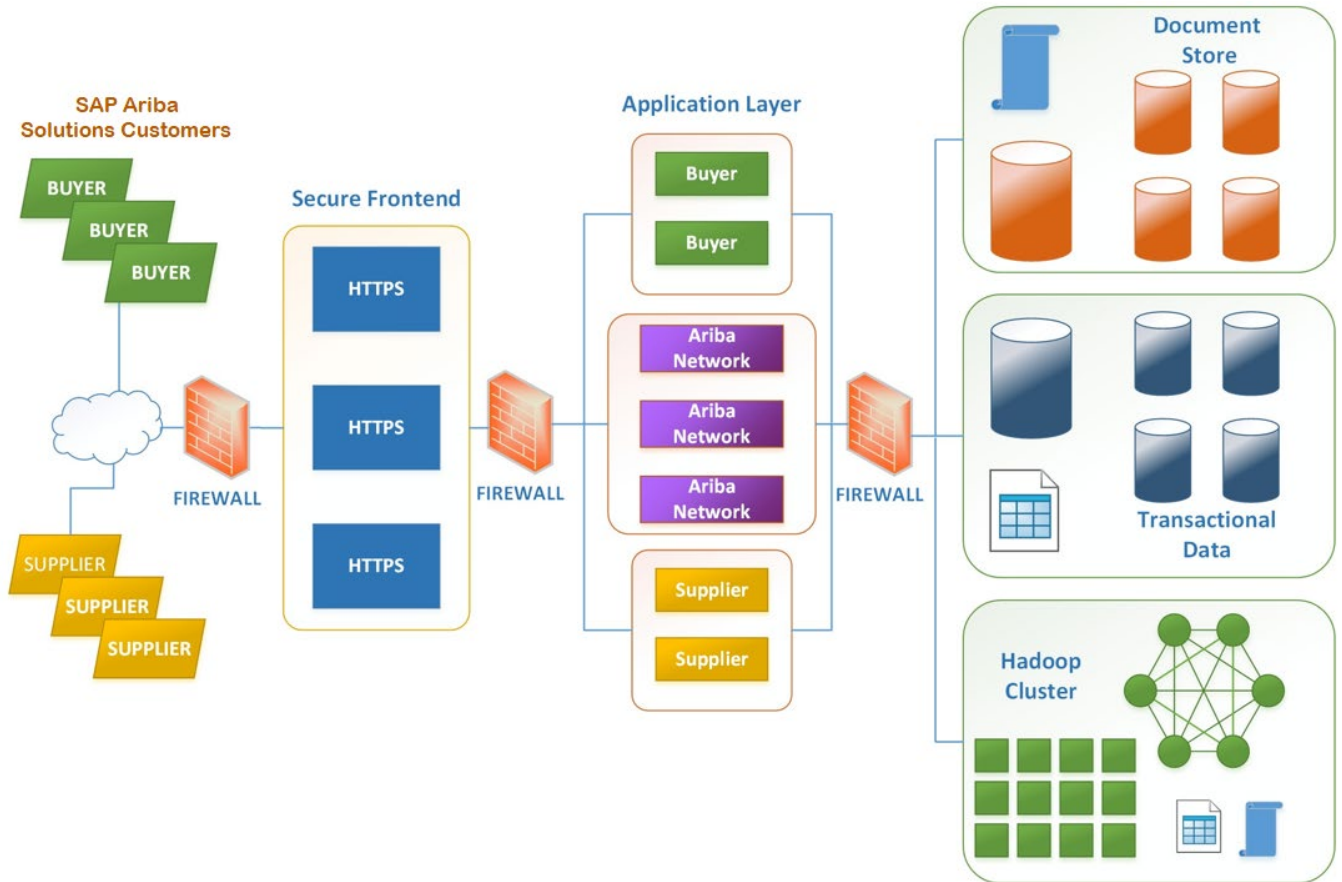 SAP Ariba
Solutions Customers
BUYER
BUYER
BUYER
SUPPLIER
SUPPLIER
SUPPLIER
FIREWALL
Secure Frontend
HTTPS
HTTPS
HTTPS
FIREWALL
Application Layer
Buyer
Buyer
Ariba
Network
Ariba
Network
Ariba
Network
Supplier
Supplier
FIREWALL
Document
Store
Transactional
Data
Hadoop
Cluster